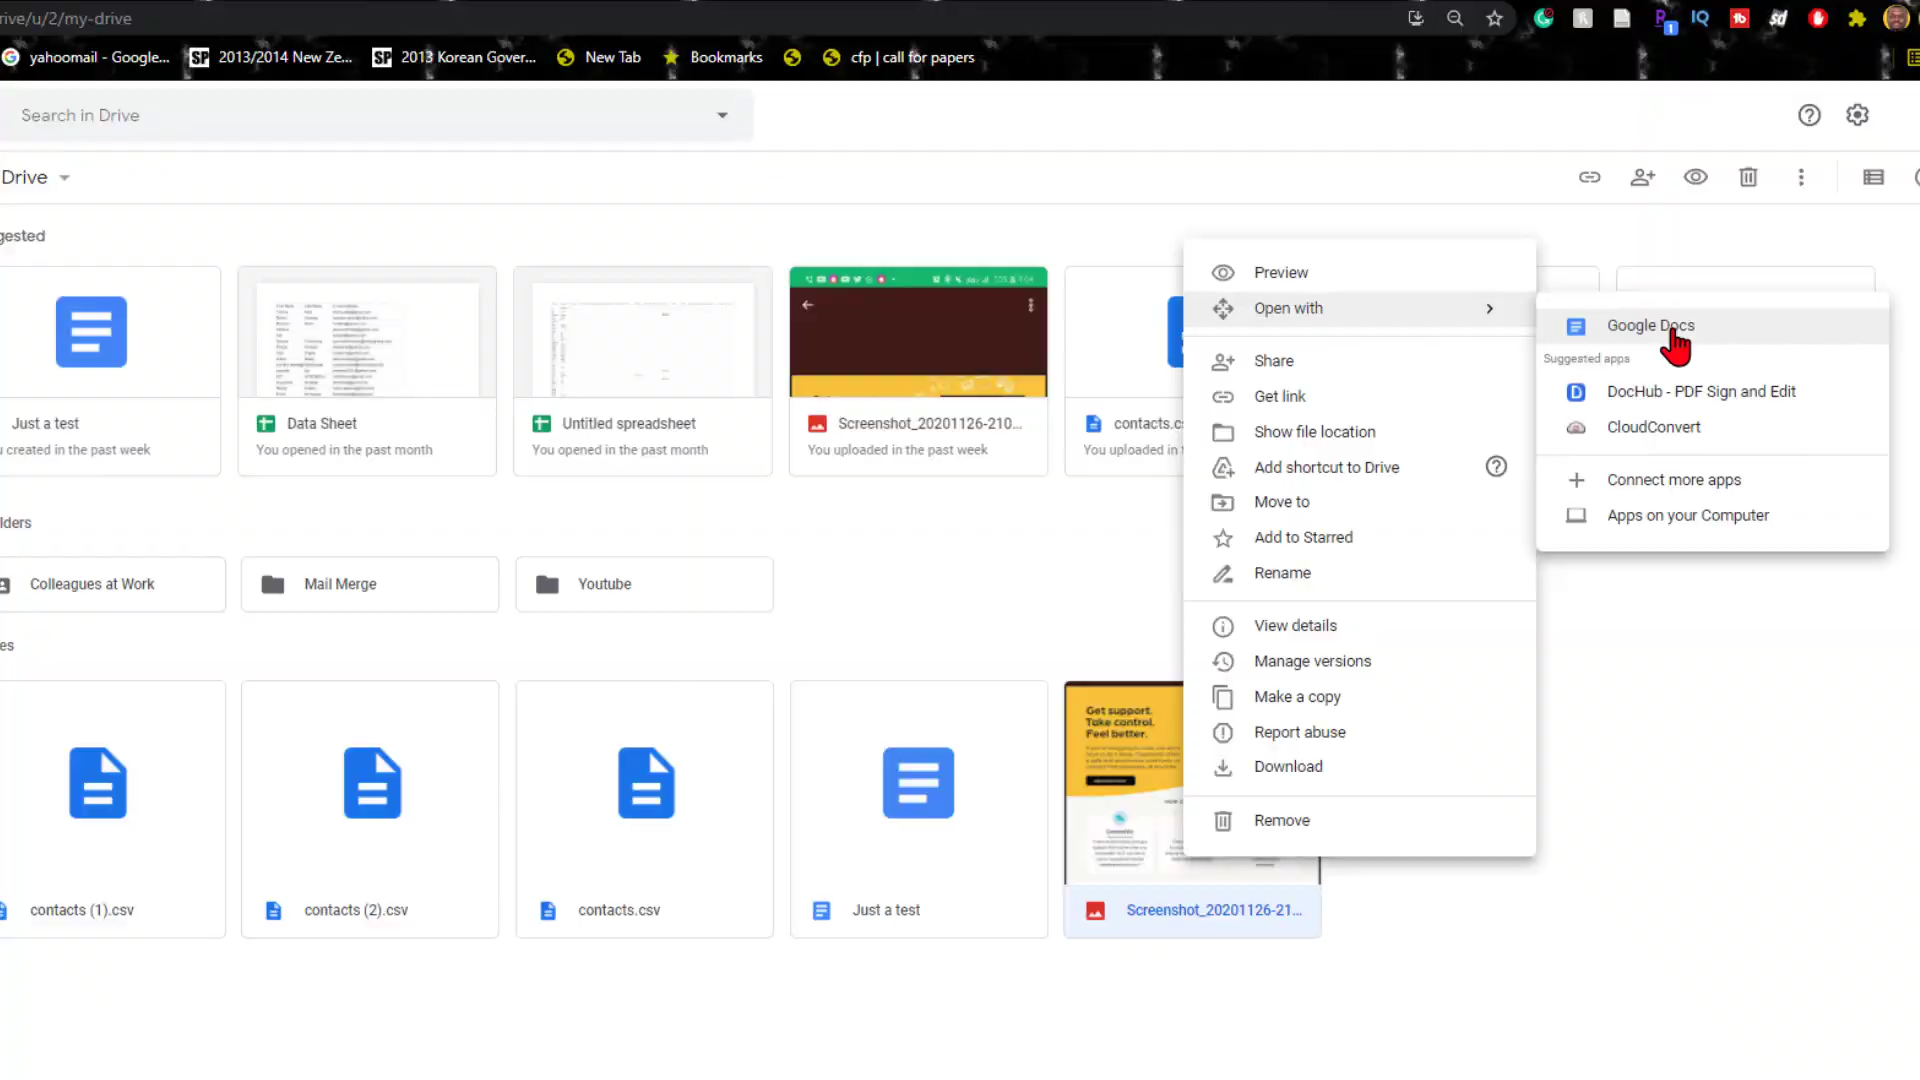 rive/u/2/my-drive
yahoomail - Google...
2013/2014 New Ze...
2013 Korean Gover...
New Tab
Bookmarks
cfp | call for papers
Search in Drive
Drive
gested
Just a test
u created in the past week
Data Sheet
You opened in the past month
Untitled spreadsheet
You opened in the past month
Screenshot_20201126-210...
You uploaded in the past week
contacts.cs
You uploaded in t
Preview
Open with
Share
Get link
Show file location
Add shortcut to Drive
Move to
Add to Starred
Rename
View details
Manage versions
Make a copy
Report abuse
Download
Remove
Google Docs
Suggested apps
DocHub - PDF Sign and Edit
CloudConvert
Connect more apps
Apps on your Computer
lders
Colleagues at Work
Mail Merge
Youtube
es
contacts (1).csv
contacts (2).csv
contacts.csv
Just a test
Get support.
Take control.
Feel better.
Screenshot_20201126-21...